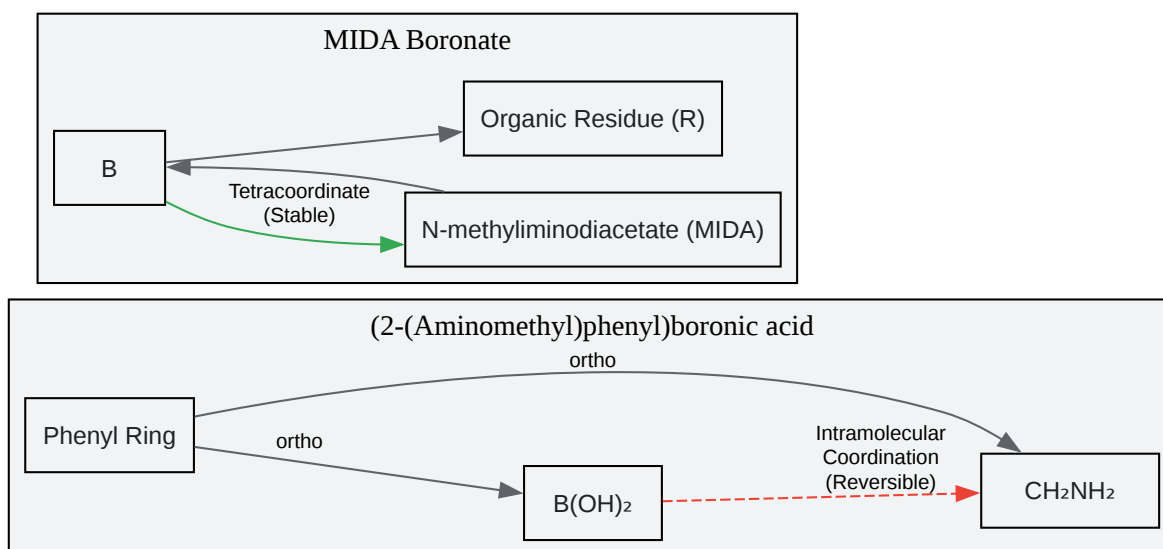 MIDA Boronate
Organic Residue (R)
B
Tetracoordinate
(Stable)
N-methyliminodiacetate (MIDA)
(2-(Aminomethyl)phenyl)boronic acid
ortho
Phenyl Ring
ortho
Intramolecular
Coordination
(Reversible)
B(OH)₂
CH₂NH₂